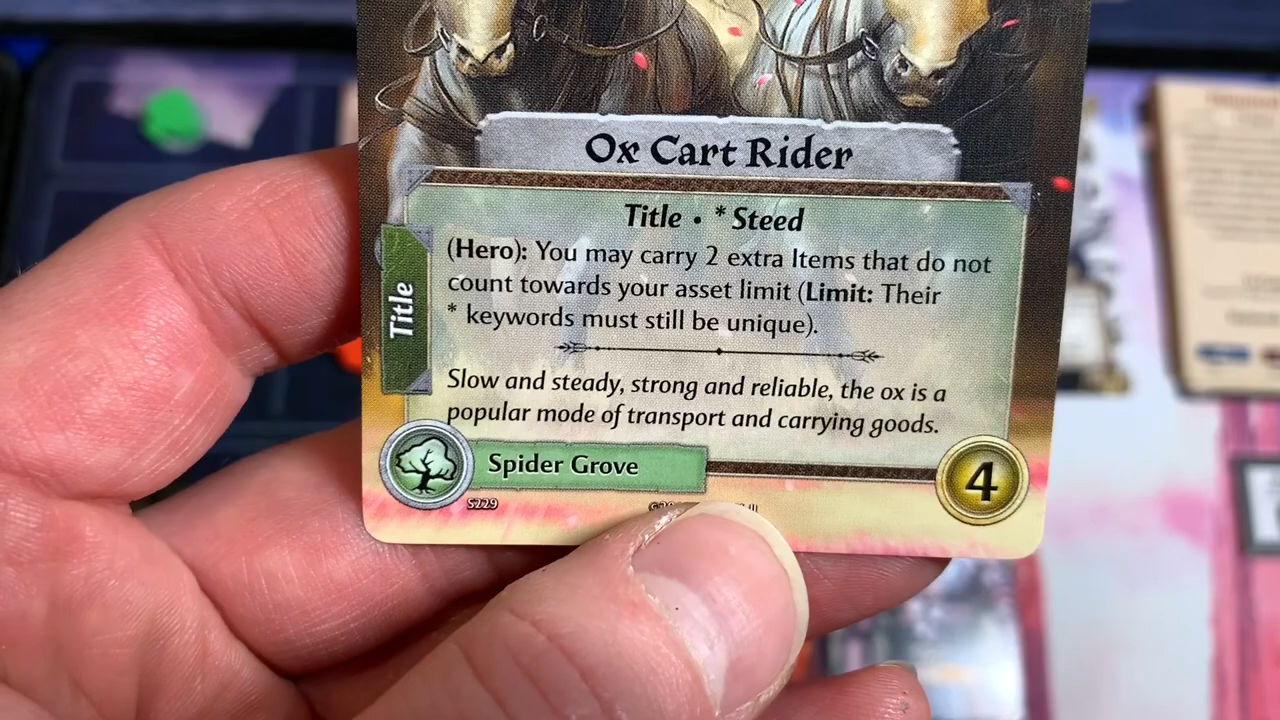 Ox Cart Rider
Title • * Steed
(Hero): You may carry 2 extra Items that do not
count towards your asset limit (Limit: Their
* keywords must still be unique).
Title
Slow and steady, strong and reliable, the ox is a
popular mode of transport and carrying goods.
Spider Grove
4
S229